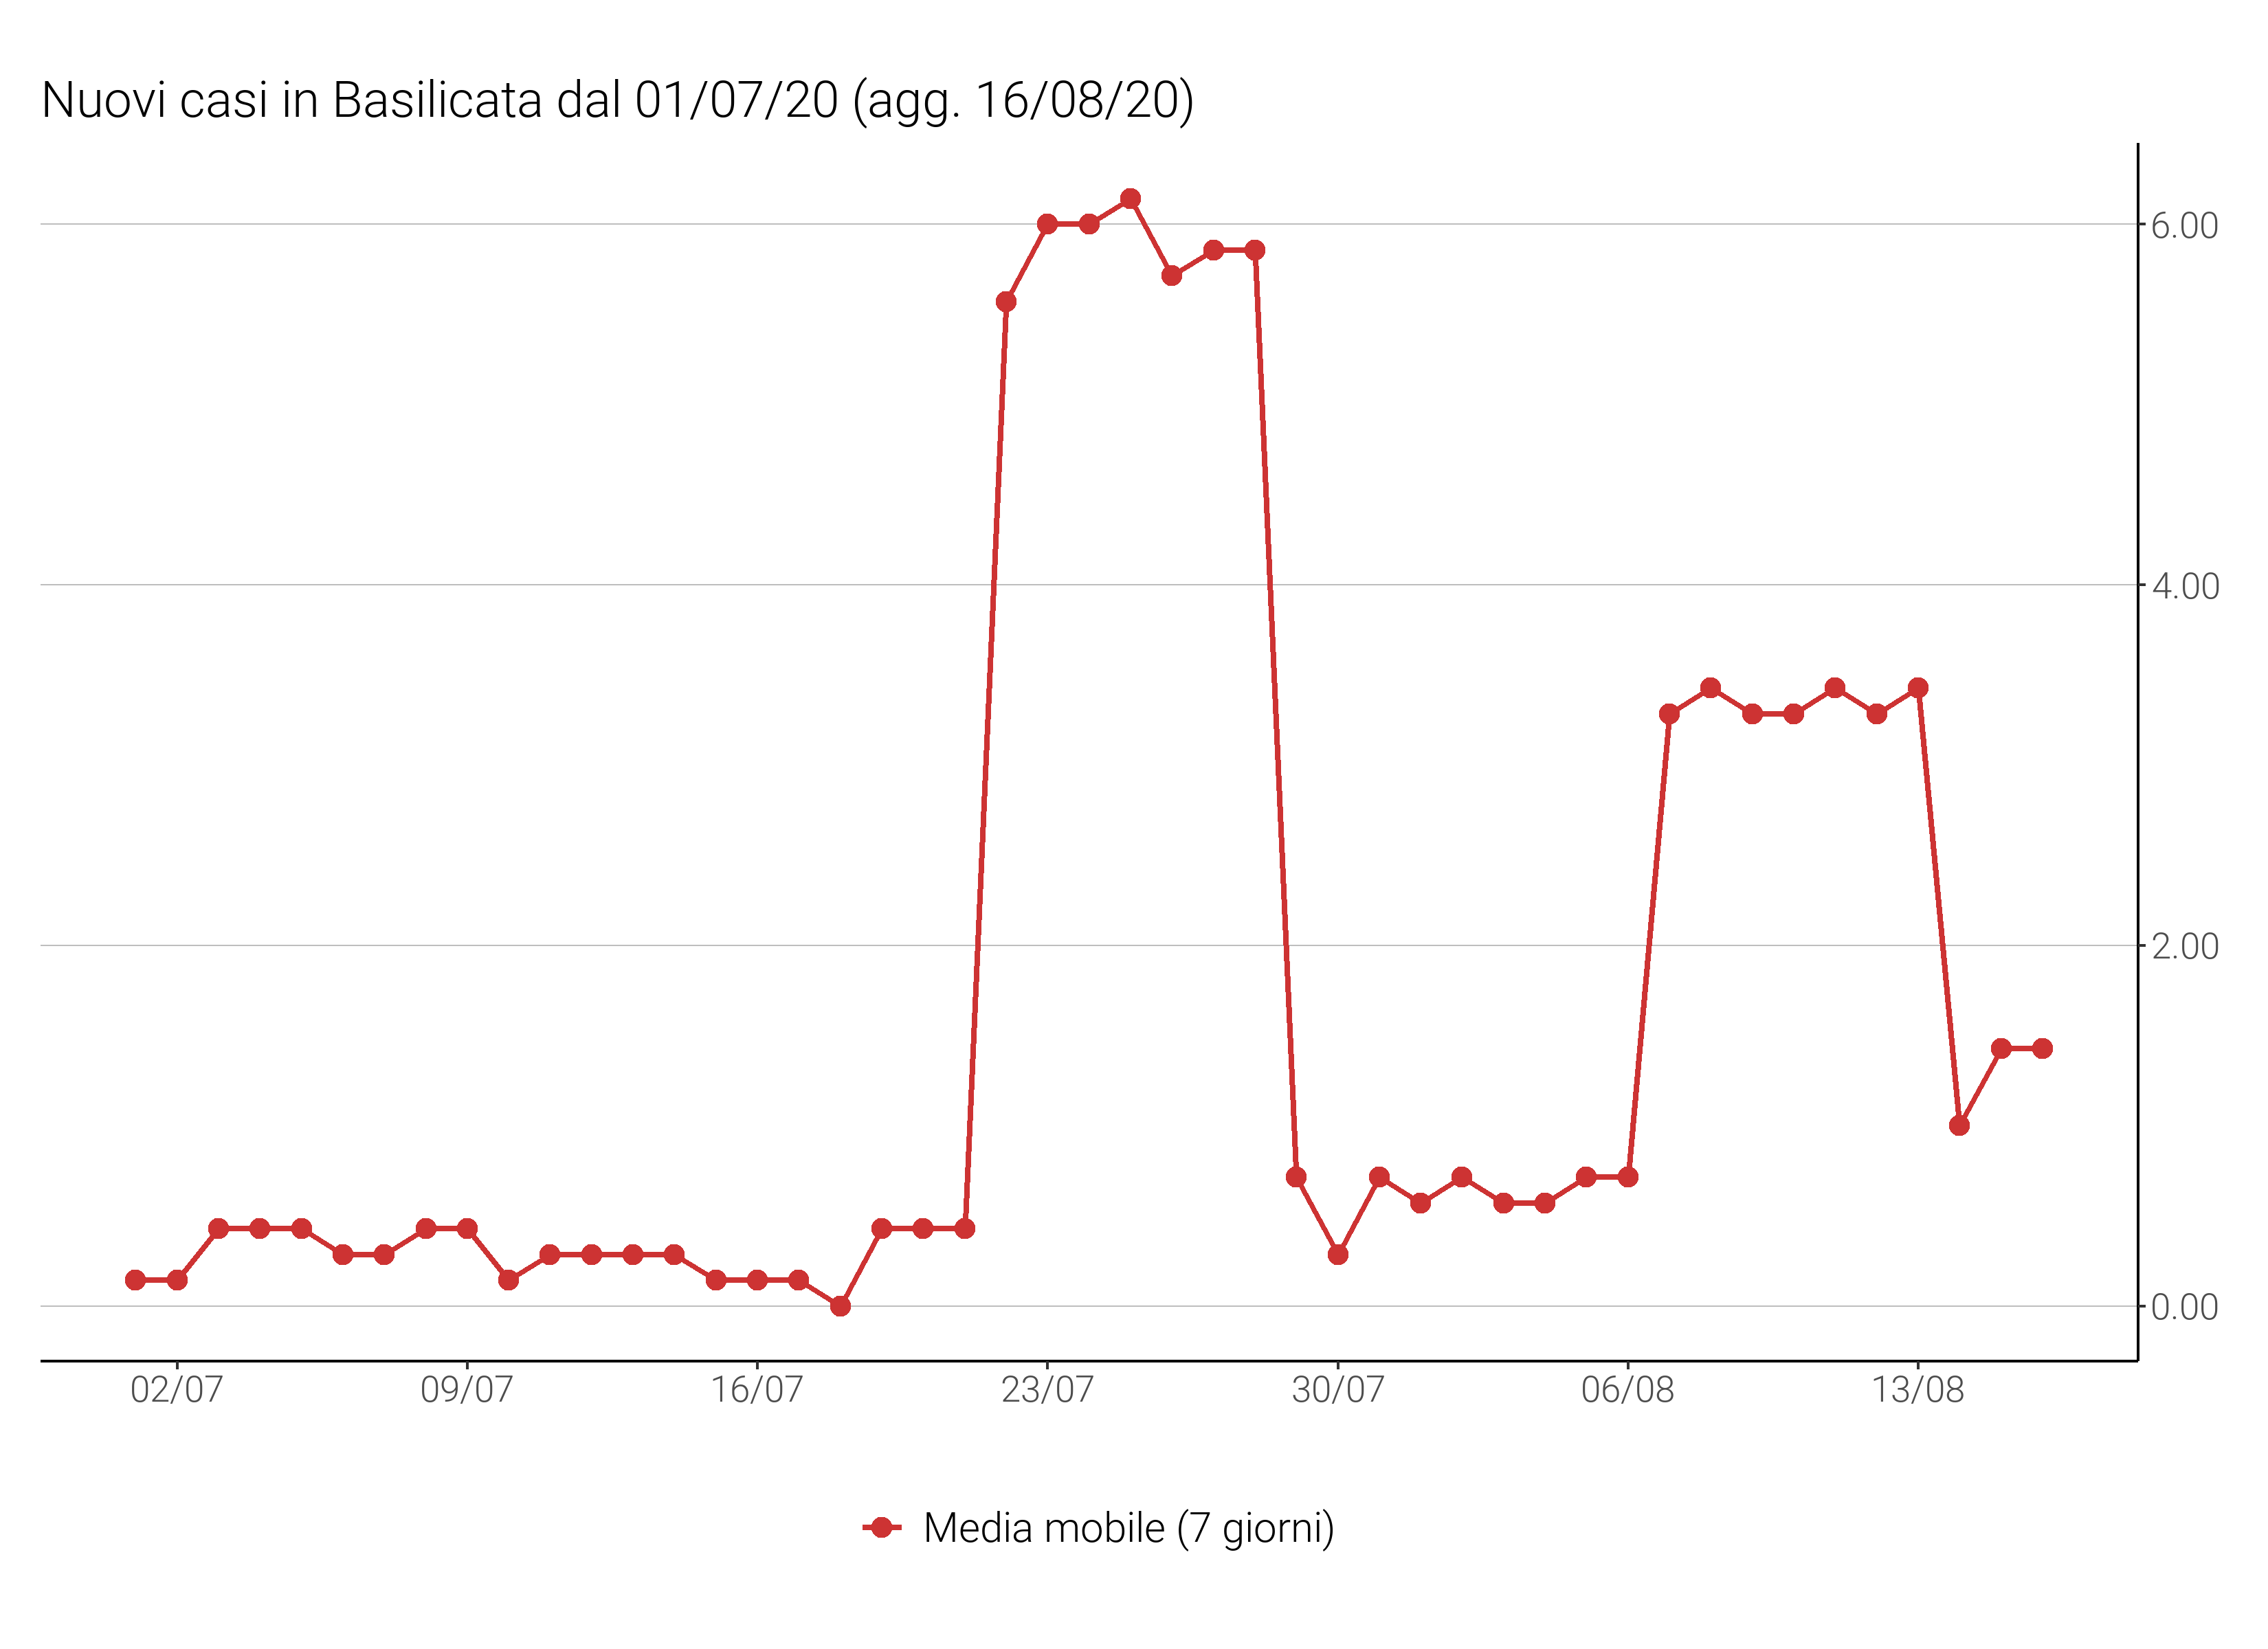 Nuovi casi in Basilicata dal 01/07/20 (agg. 16/08/20)
6.00
4.00
2.00
0.00
02/07 09/07 16/07 23/07 30/07 06/08 13/08
Media mobile (7 giorni)